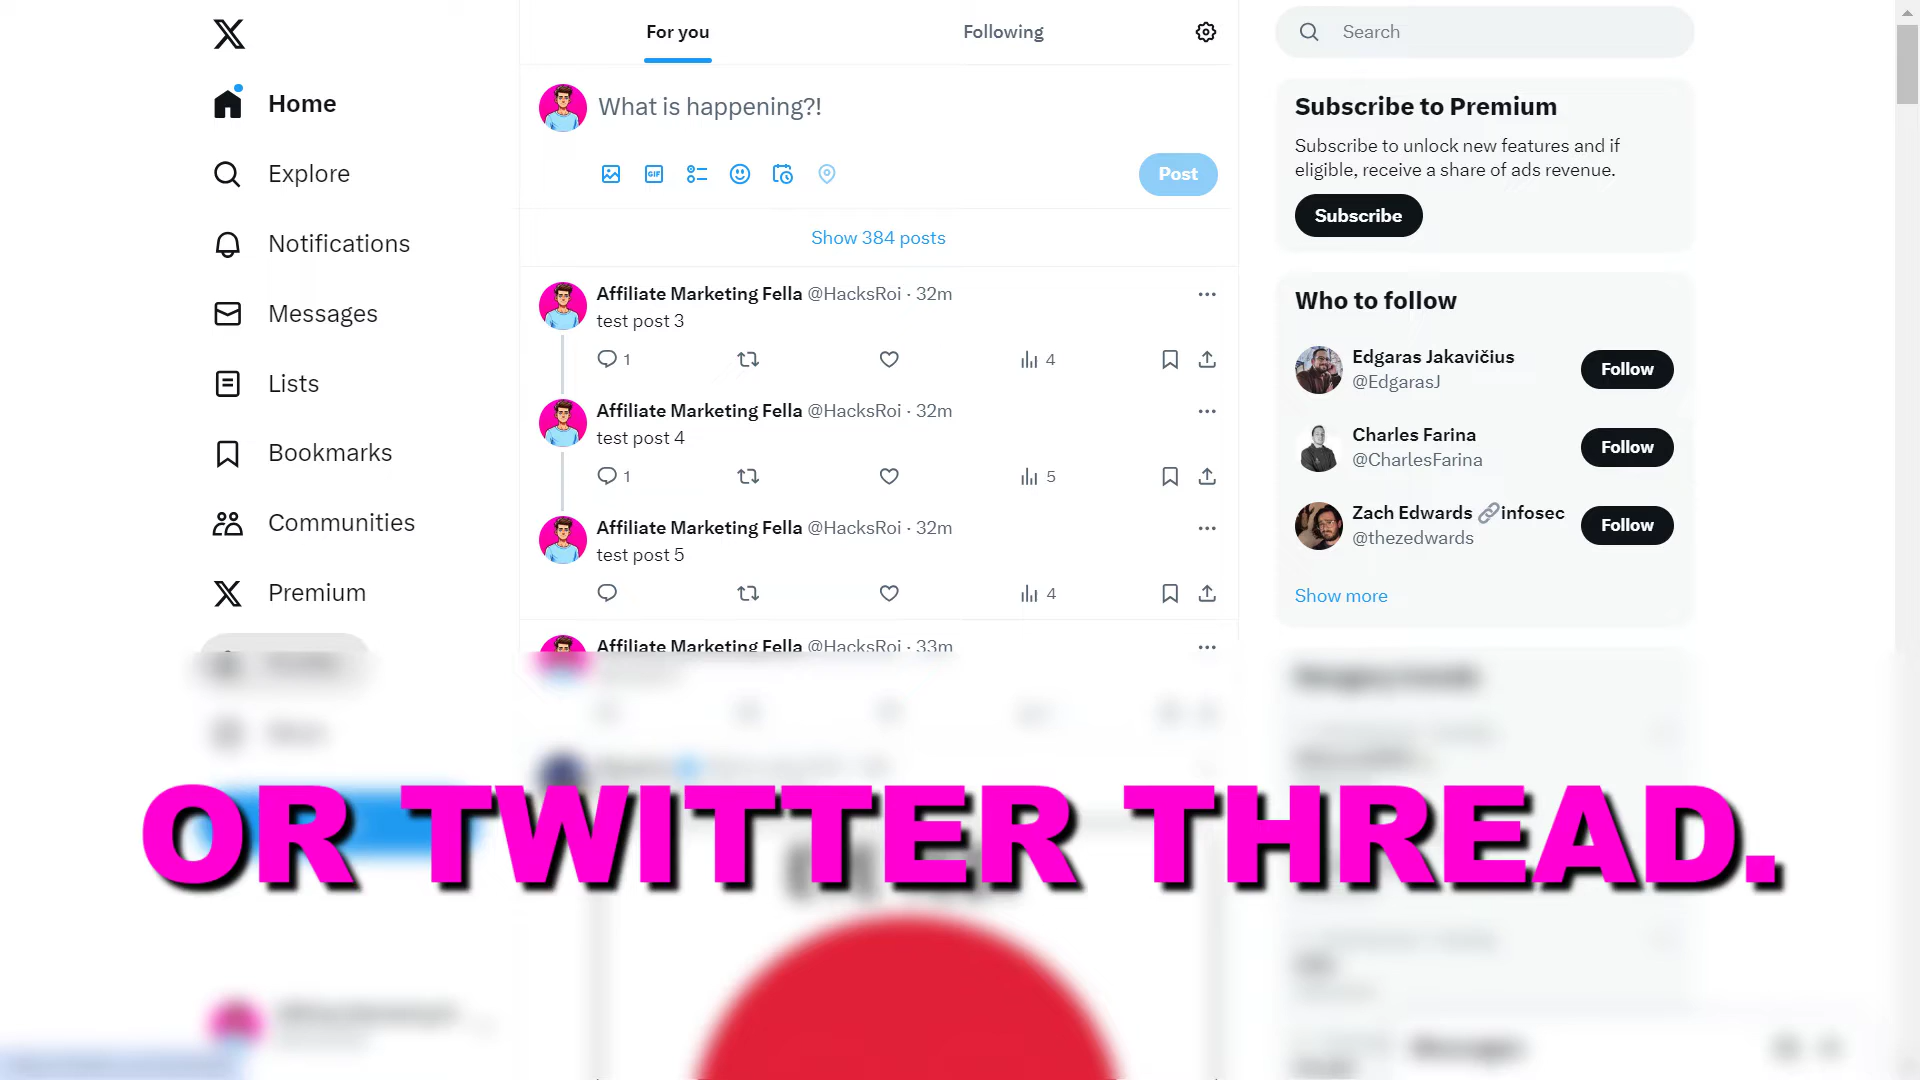 For you
Following
Search
Home
Explore
Notifications
Messages
Lists
Bookmarks
Communities
Premium
What is happening?!
GIF
Post
Show 384 posts
Affiliate Marketing Fella @HacksRoi · 32m
test post 3
1
4
Affiliate Marketing Fella @HacksRoi · 32m
test post 4
1
5
Affiliate Marketing Fella @HacksRoi · 32m
test post 5
4
Affiliate Marketing Fella @HacksRoi · 33m
Subscribe to Premium
Subscribe to unlock new features and if
eligible, receive a share of ads revenue.
Subscribe
Who to follow
Edgaras Jakavičius
@EdgarasJ
Follow
Charles Farina
@CharlesFarina
Follow
Zach Edwards 🔗infosec
@thezedwards
Follow
Show more
OR TWITTER THREAD.